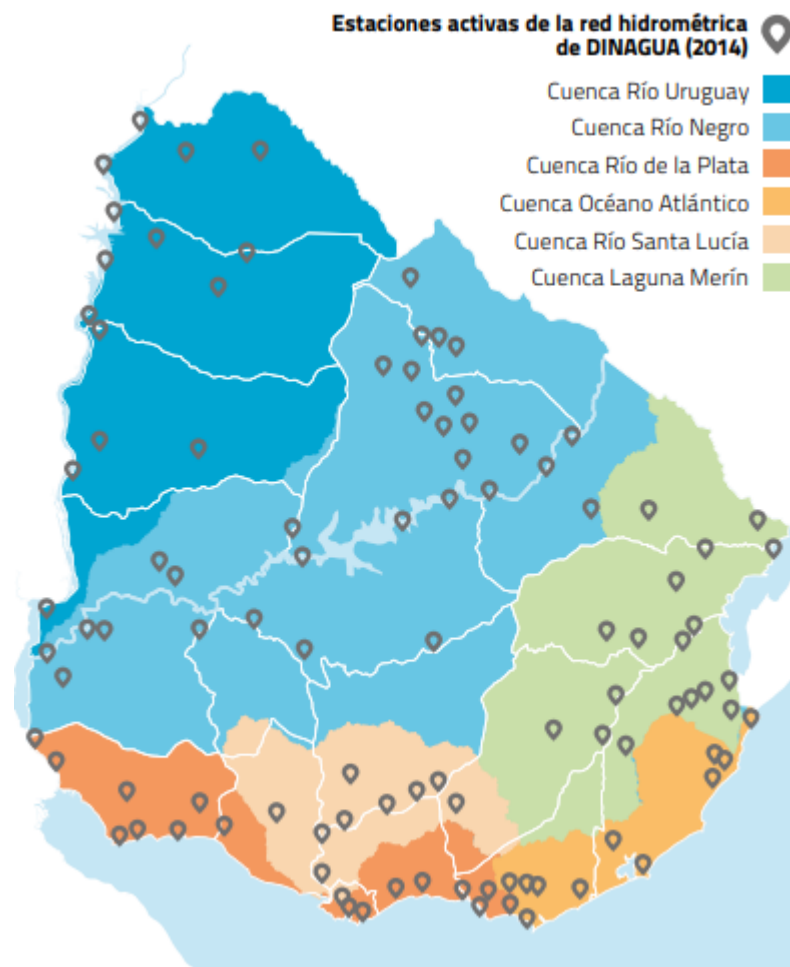 Estaciones activas de la red hidrométrica
de DINAGUA (2014)
Cuenca Río Uruguay
Cuenca Río Negro
Cuenca Río de la Plata
Cuenca Océano Atlántico
Cuenca Río Santa Lucía
Cuenca Laguna Merín